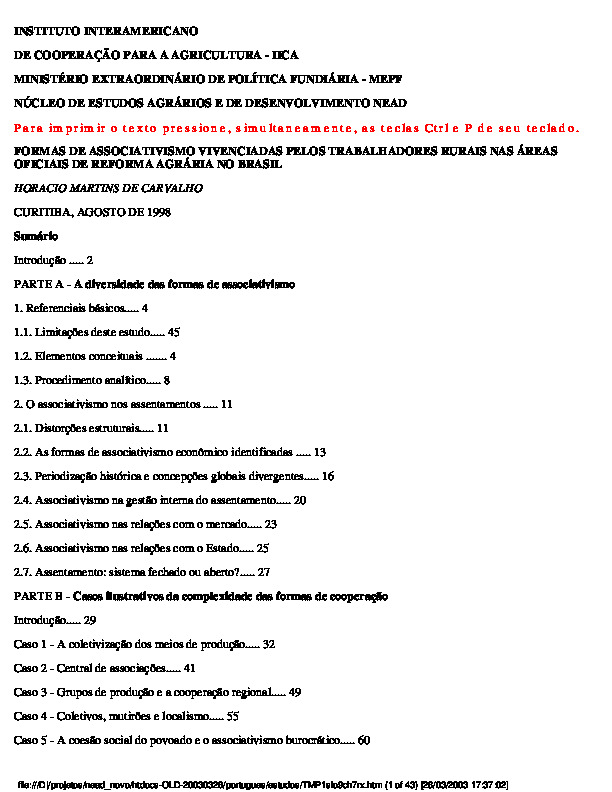 INSTITUTO INTERAMERICANO
DE COOPERAÇÃO PARA A AGRICULTURA - IICA
MINISTÉRIO EXTRAORDINÁRIO DE POLÍTICA FUNDIÁRIA - MEPF
NÚCLEO DE ESTUDOS AGRÁRIOS E DE DESENVOLVIMENTO NEAD
Para imprimir o texto pressione, simultaneamente, as teclas Ctrl e P de seu teclado.
FORMAS DE ASSOCIATIVISMO VIVENCIADAS PELOS TRABALHADORES RURAIS NAS ÁREAS
OFICIAIS DE REFORMA AGRÁRIA NO BRASIL
HORACIO MARTINS DE CARVALHO
CURITIBA, AGOSTO DE 1998
Sumário
Introdução ..... 2
PARTE A - A diversidade das formas de associativismo
1. Referenciais básicos..... 4
1.1. Limitações deste estudo..... 45
1.2. Elementos conceituais ....... 4
1.3. Procedimento analítico..... 8
2. O associativismo nos assentamentos ..... 11
2.1. Distorções estruturais..... 11
2.2. As formas de associativismo econômico identificadas ..... 13
2.3. Periodização histórica e concepções globais divergentes..... 16
2.4. Associativismo na gestão interna do assentamento..... 20
2.5. Associativismo nas relações com o mercado..... 23
2.6. Associativismo nas relações com o Estado..... 25
2.7. Assentamento: sistema fechado ou aberto?..... 27
PARTE B - Casos ilustrativos da complexidade das formas de cooperação
Introdução..... 29
Caso 1 - A coletivização dos meios de produção..... 32
Caso 2 - Central de associações..... 41
Caso 3 - Grupos de produção e a cooperação regional..... 49
Caso 4 - Coletivos, mutirões e localismo..... 55
Caso 5 - A coesão social do povoado e o associativismo burocrático..... 60
file:///C|/projetos/nead_novo/htdocs-OLD-20030326/portugues/estudos/TMP1slo9ch7rx.htm (1 of 43) [26/03/2003 17:37:02]